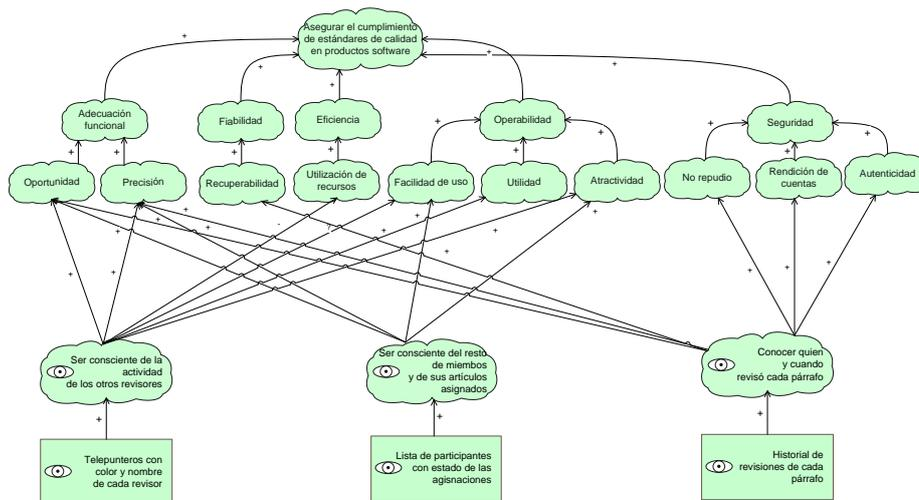 Asegurar el cumplimiento
de estándares de calidad
en productos software
Adecuación
funcional
Fiabilidad
Eficiencia
Operabilidad
Seguridad
Oportunidad
Precisión
Recuperabilidad
Utilización de
recursos
Facilidad de uso
Utilidad
Atractividad
No repudio
Rendición de
cuentas
Autenticidad
Ser consciente de la
actividad
de los otros revisores
Ser consciente del resto
de miembros
y de sus artículos
asignados
Conocer quien
y cuando
revisó cada párrafo
Telepunteros con
color y nombre
de cada revisor
Lista de participantes
con estado de las
agisnaciones
Historial de
revisiones de cada
párrafo